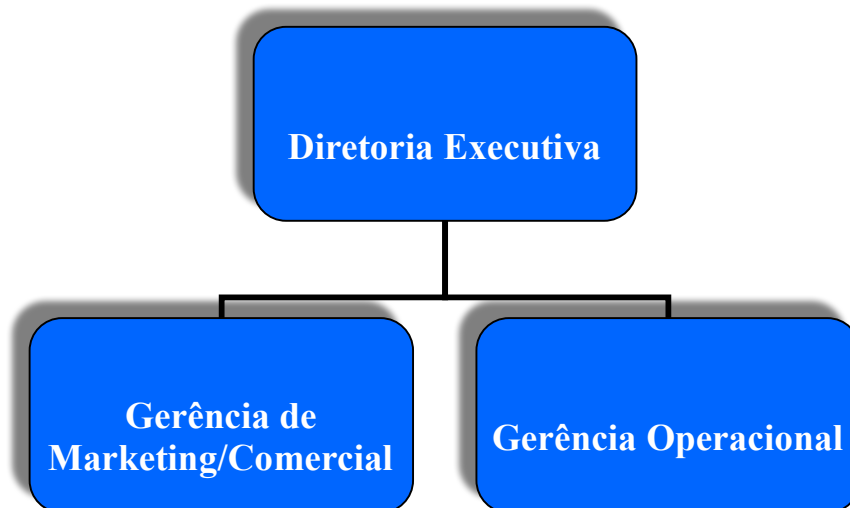 Diretoria Executiva
Gerência de
Marketing/Comercial
Gerência Operacional